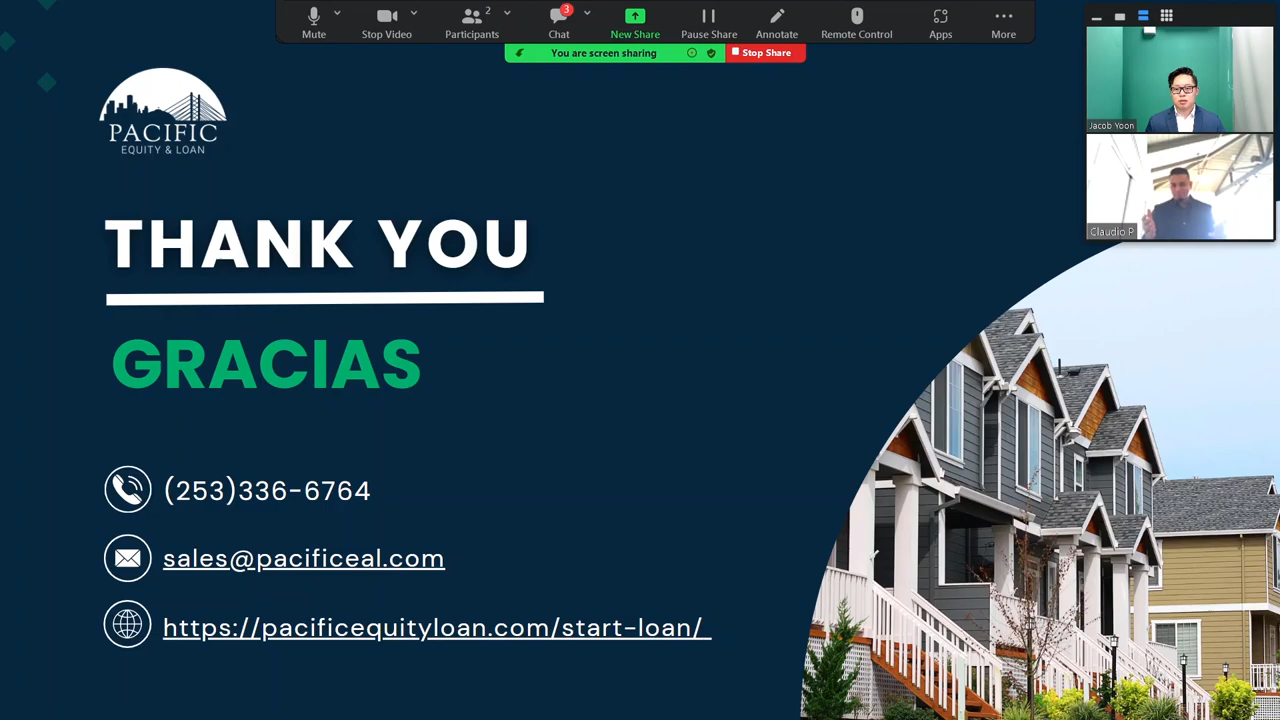 2
3
Mute
Stop Video
Participants
Chat
New Share
Pause Share
Annotate
Remote Control
Apps
More
You are screen sharing
Stop Share
Jacob Yoon
Claudio P
PACIFIC
EQUITY & LOAN
THANK YOU
GRACIAS
(253)336-6764
sales@pacificeal.com
https://pacificequityloan.com/start-loan/